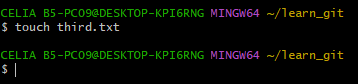 CELIA B5-PC09@DESKTOP-KPI6RNG MINGW64 ~/learn_git
$ touch third.txt
CELIA B5-PC09@DESKTOP-KPI6RNG MINGW64 ~/learn_git
$